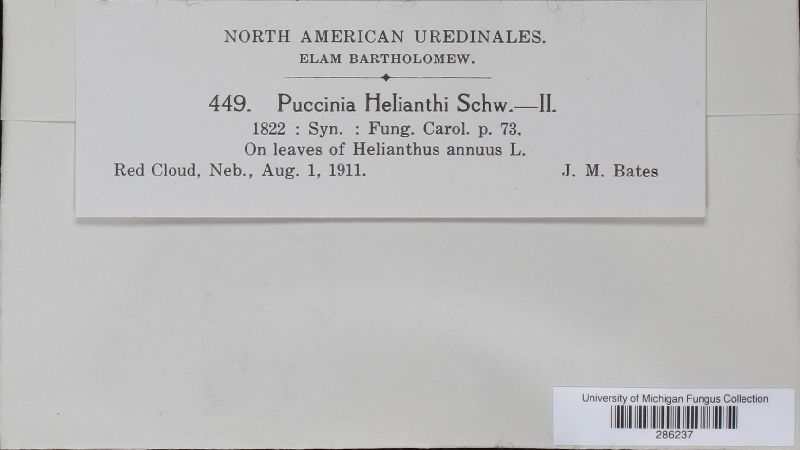 NORTH AMERICAN UREDINALES.
ELAM BARTHOLOMEW.
449. Puccinia Helianthi Schw.—II.
1822 : Syn. : Fung. Carol. p. 73.
On leaves of Helianthus annuus L.
Red Cloud, Neb., Aug. 1, 1911. J. M. Bates
University of Michigan Fungus Collection
286237